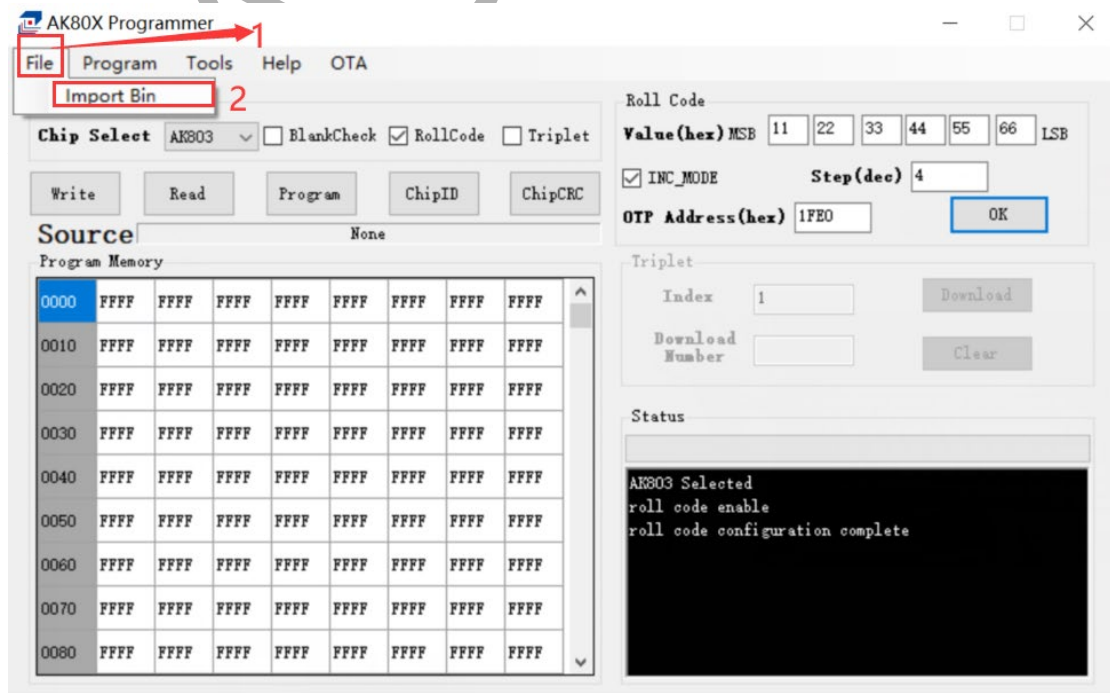 AK80X Programmer
1
File Program Tools Help OTA
Import Bin
2
Chip Select AK803 BlankCheck RollCode Triplet
Write Read Program ChipID ChipCRC
Source None
Program Memory
0000 FFFF FFFF FFFF FFFF FFFF FFFF FFFF FFFF
0010 FFFF FFFF FFFF FFFF FFFF FFFF FFFF FFFF
0020 FFFF FFFF FFFF FFFF FFFF FFFF FFFF FFFF
0030 FFFF FFFF FFFF FFFF FFFF FFFF FFFF FFFF
0040 FFFF FFFF FFFF FFFF FFFF FFFF FFFF FFFF
0050 FFFF FFFF FFFF FFFF FFFF FFFF FFFF FFFF
0060 FFFF FFFF FFFF FFFF FFFF FFFF FFFF FFFF
0070 FFFF FFFF FFFF FFFF FFFF FFFF FFFF FFFF
0080 FFFF FFFF FFFF FFFF FFFF FFFF FFFF FFFF
Roll Code
Value(hex) MSB 11 22 33 44 55 66 LSB
INC_MODE Step(dec) 4
OTP Address(hex) 1FE0 OK
Triplet
Index 1 Download
Download
Number Clear
Status
AK803 Selected
roll code enable
roll code configuration complete